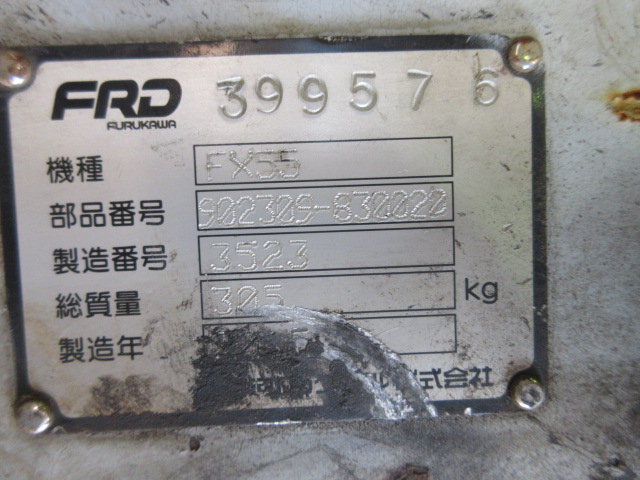 FRD 399576
FURUKAWA
機種 FX55
部品番号 902309-830020
製造番号 3523
総質量 305 kg
製造年
式会社